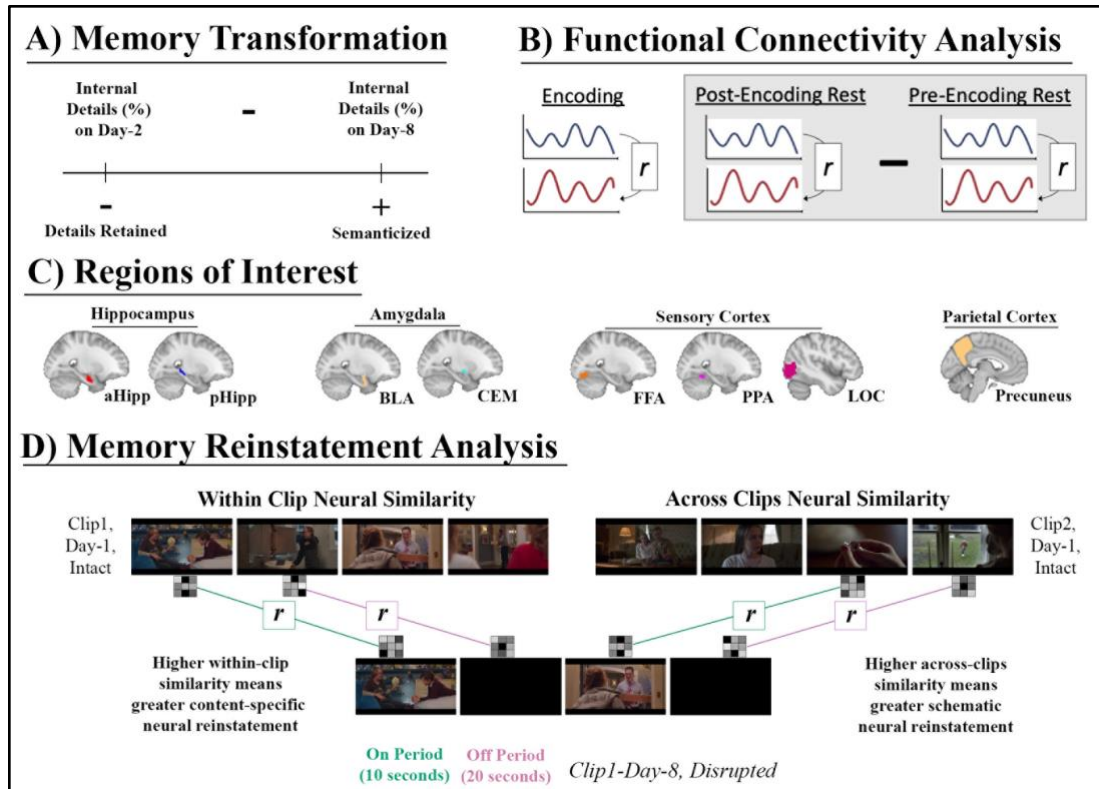 A) Memory Transformation
Internal
Details (%)
on Day-2
-
Internal
Details (%)
on Day-8
-
+
Details Retained
Semanticized
B) Functional Connectivity Analysis
Encoding
Post-Encoding Rest
Pre-Encoding Rest
r
r
–
r
C) Regions of Interest
Hippocampus
Amygdala
Sensory Cortex
Parietal Cortex
aHipp
pHipp
BLA
CEM
FFA
PPA
LOC
Precuneus
D) Memory Reinstatement Analysis
Within Clip Neural Similarity
Across Clips Neural Similarity
Clip1,
Day-1,
Intact
Clip2,
Day-1,
Intact
r
r
r
r
Higher within-clip
similarity means
greater content-specific
neural reinstatement
Higher across-clips
similarity means
greater schematic
neural reinstatement
On Period
(10 seconds)
Off Period
(20 seconds)
Clip1-Day-8, Disrupted